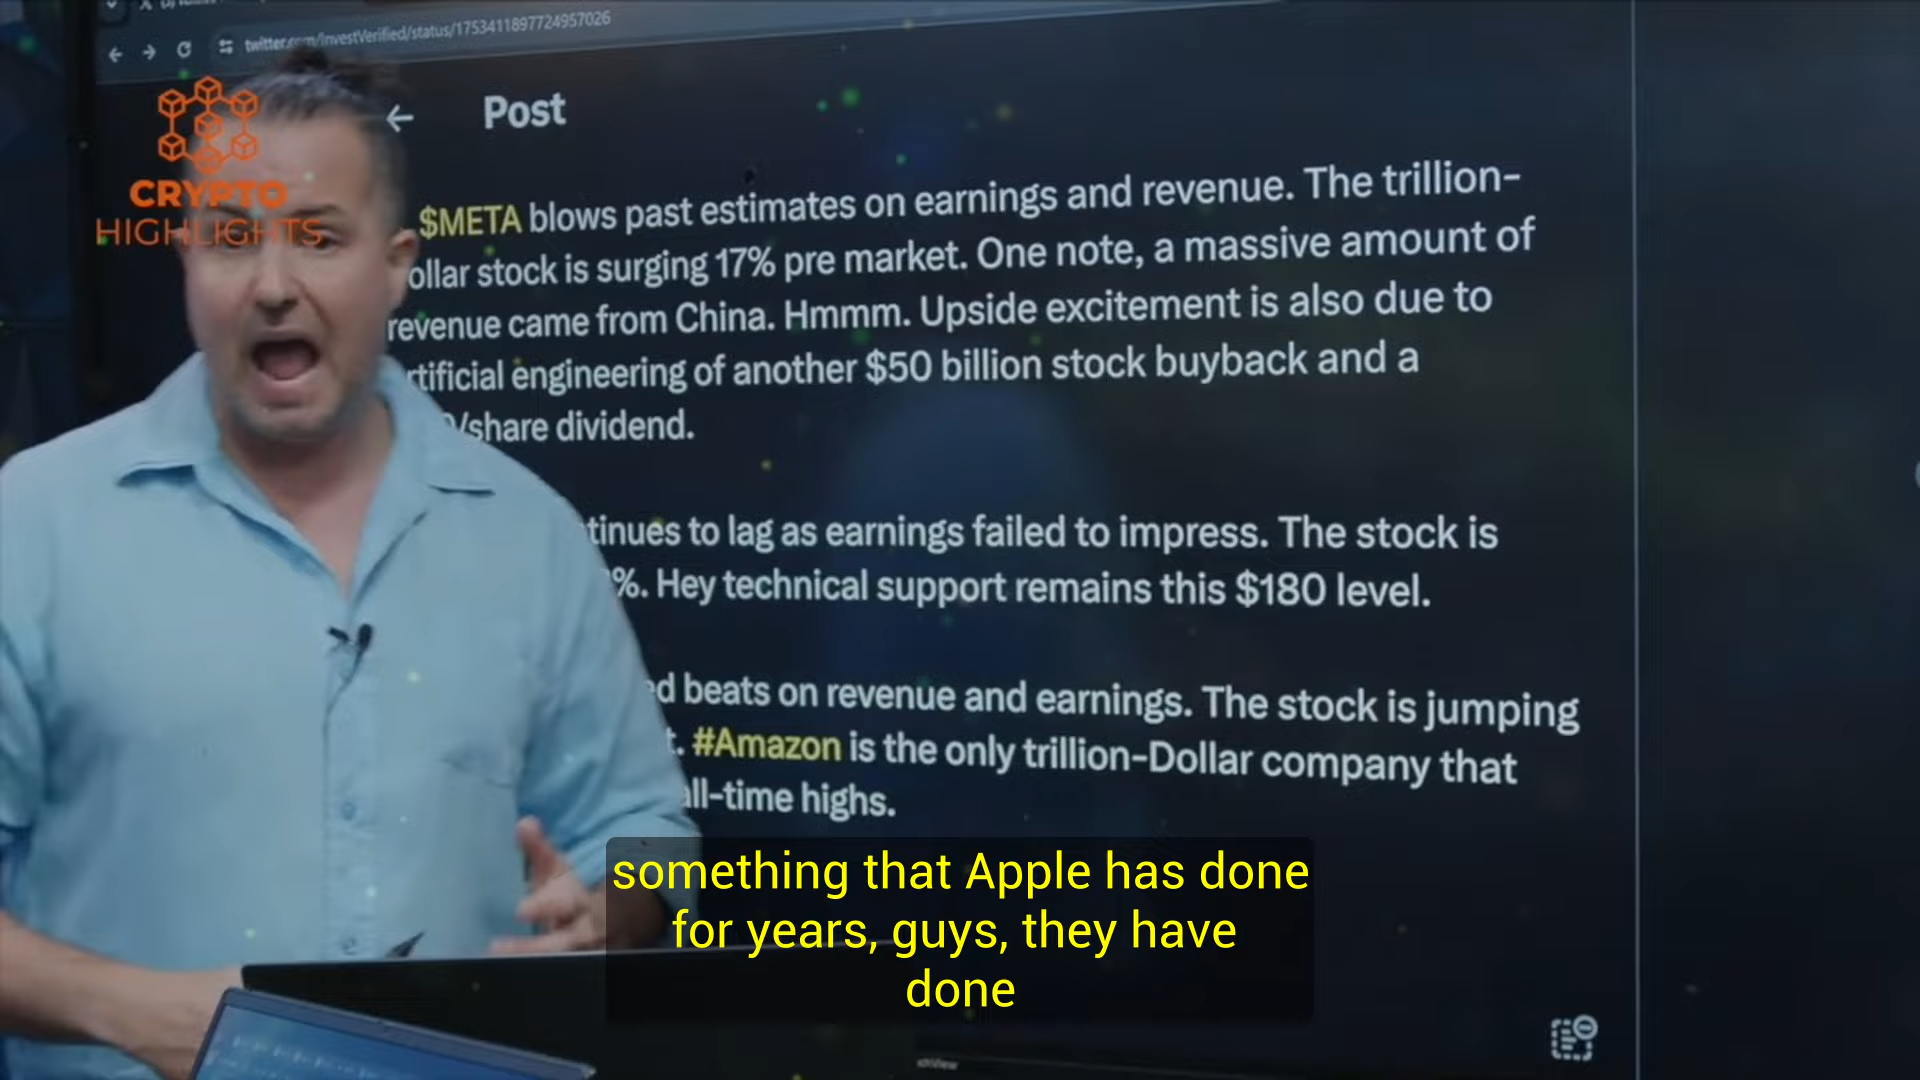 twitter.com/InvestVerified/status/1753411897724957026
CRYPTO
HIGHLIGHTS
Post
$META blows past estimates on earnings and revenue. The trillion-
ollar stock is surging 17% pre market. One note, a massive amount of
revenue came from China. Hmmm. Upside excitement is also due to
rtificial engineering of another $50 billion stock buyback and a
/share dividend.
tinues to lag as earnings failed to impress. The stock is
%. Hey technical support remains this $180 level.
ed beats on revenue and earnings. The stock is jumping
t. #Amazon is the only trillion-Dollar company that
all-time highs.
something that Apple has done
for years, guys, they have
done